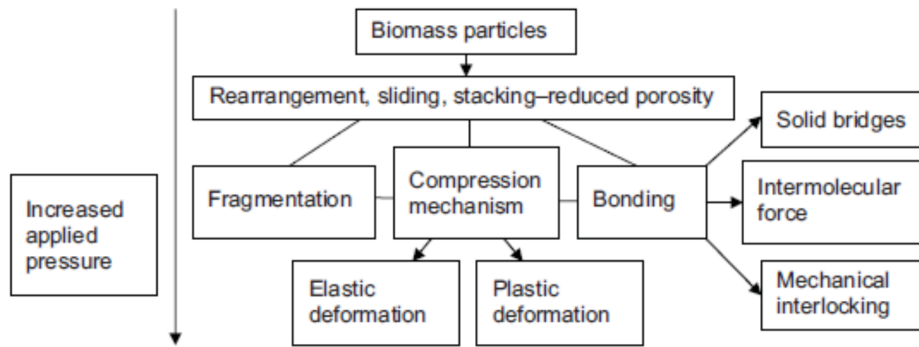 Biomass particles
Rearrangement, sliding, stacking–reduced porosity
Solid bridges
Fragmentation
Compression
mechanism
Bonding
Intermolecular
force
Increased
applied
pressure
Elastic
deformation
Plastic
deformation
Mechanical
interlocking